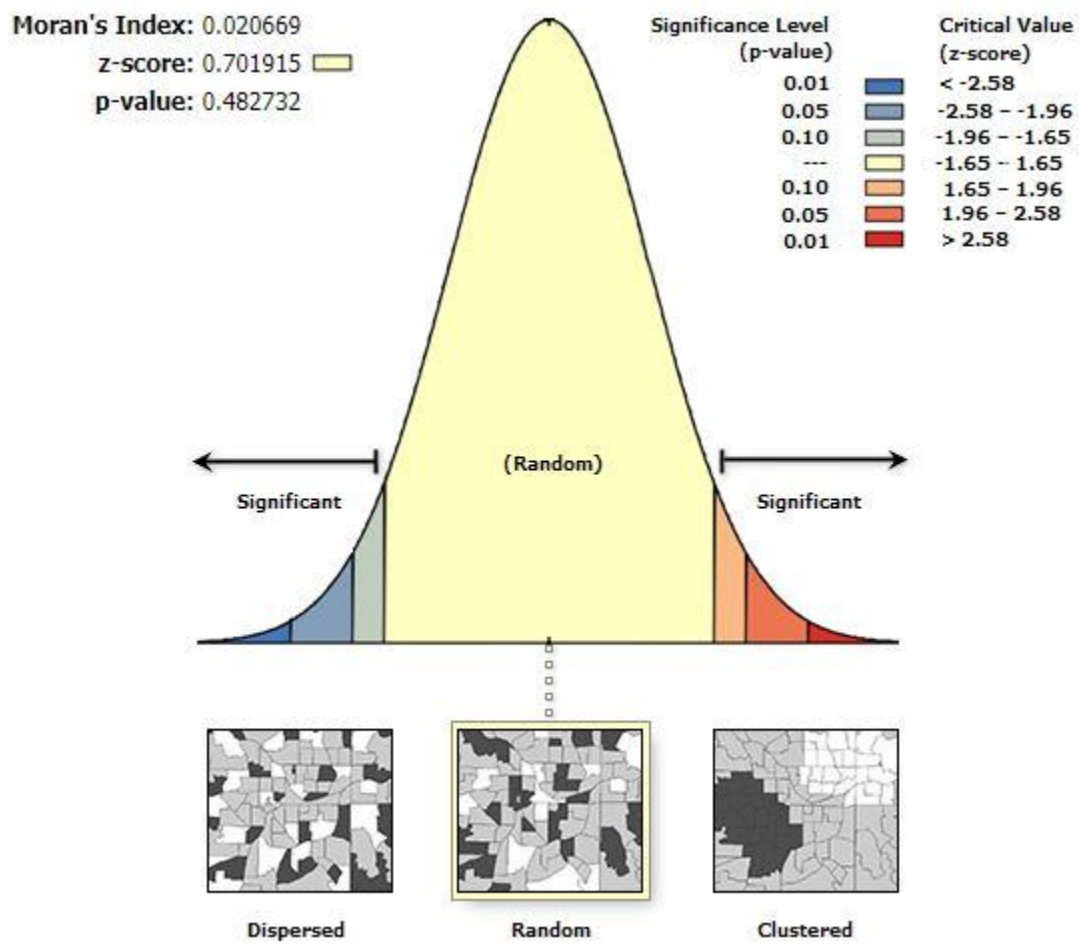 Moran's Index: 0.020669
z-score: 0.701915
p-value: 0.482732
Significance Level
(p-value)
Critical Value
(z-score)
0.01 < -2.58
0.05 -2.58 – -1.96
0.10 -1.96 – -1.65
--- -1.65 – 1.65
0.10 1.65 – 1.96
0.05 1.96 – 2.58
0.01 > 2.58
(Random)
Significant
Significant
Dispersed
Random
Clustered